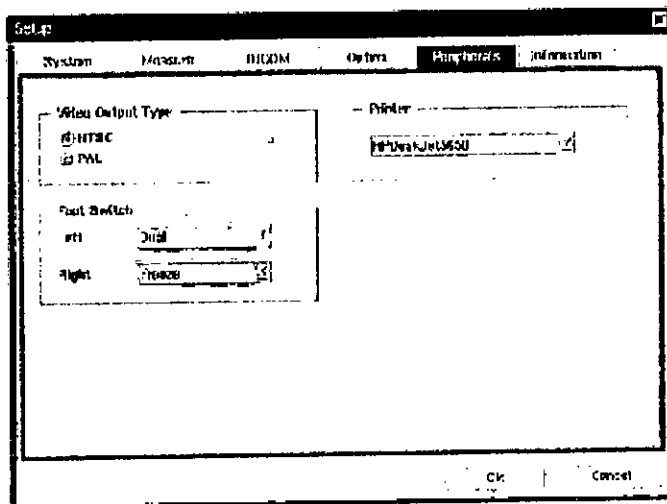 Setup
System Measure DICOM Option Peripherals Information
Video Output Type
NTSC
PAL
Printer
HPDeskJet5650
Foot Switch
Left Dual
Right Freeze
Ok Cancel